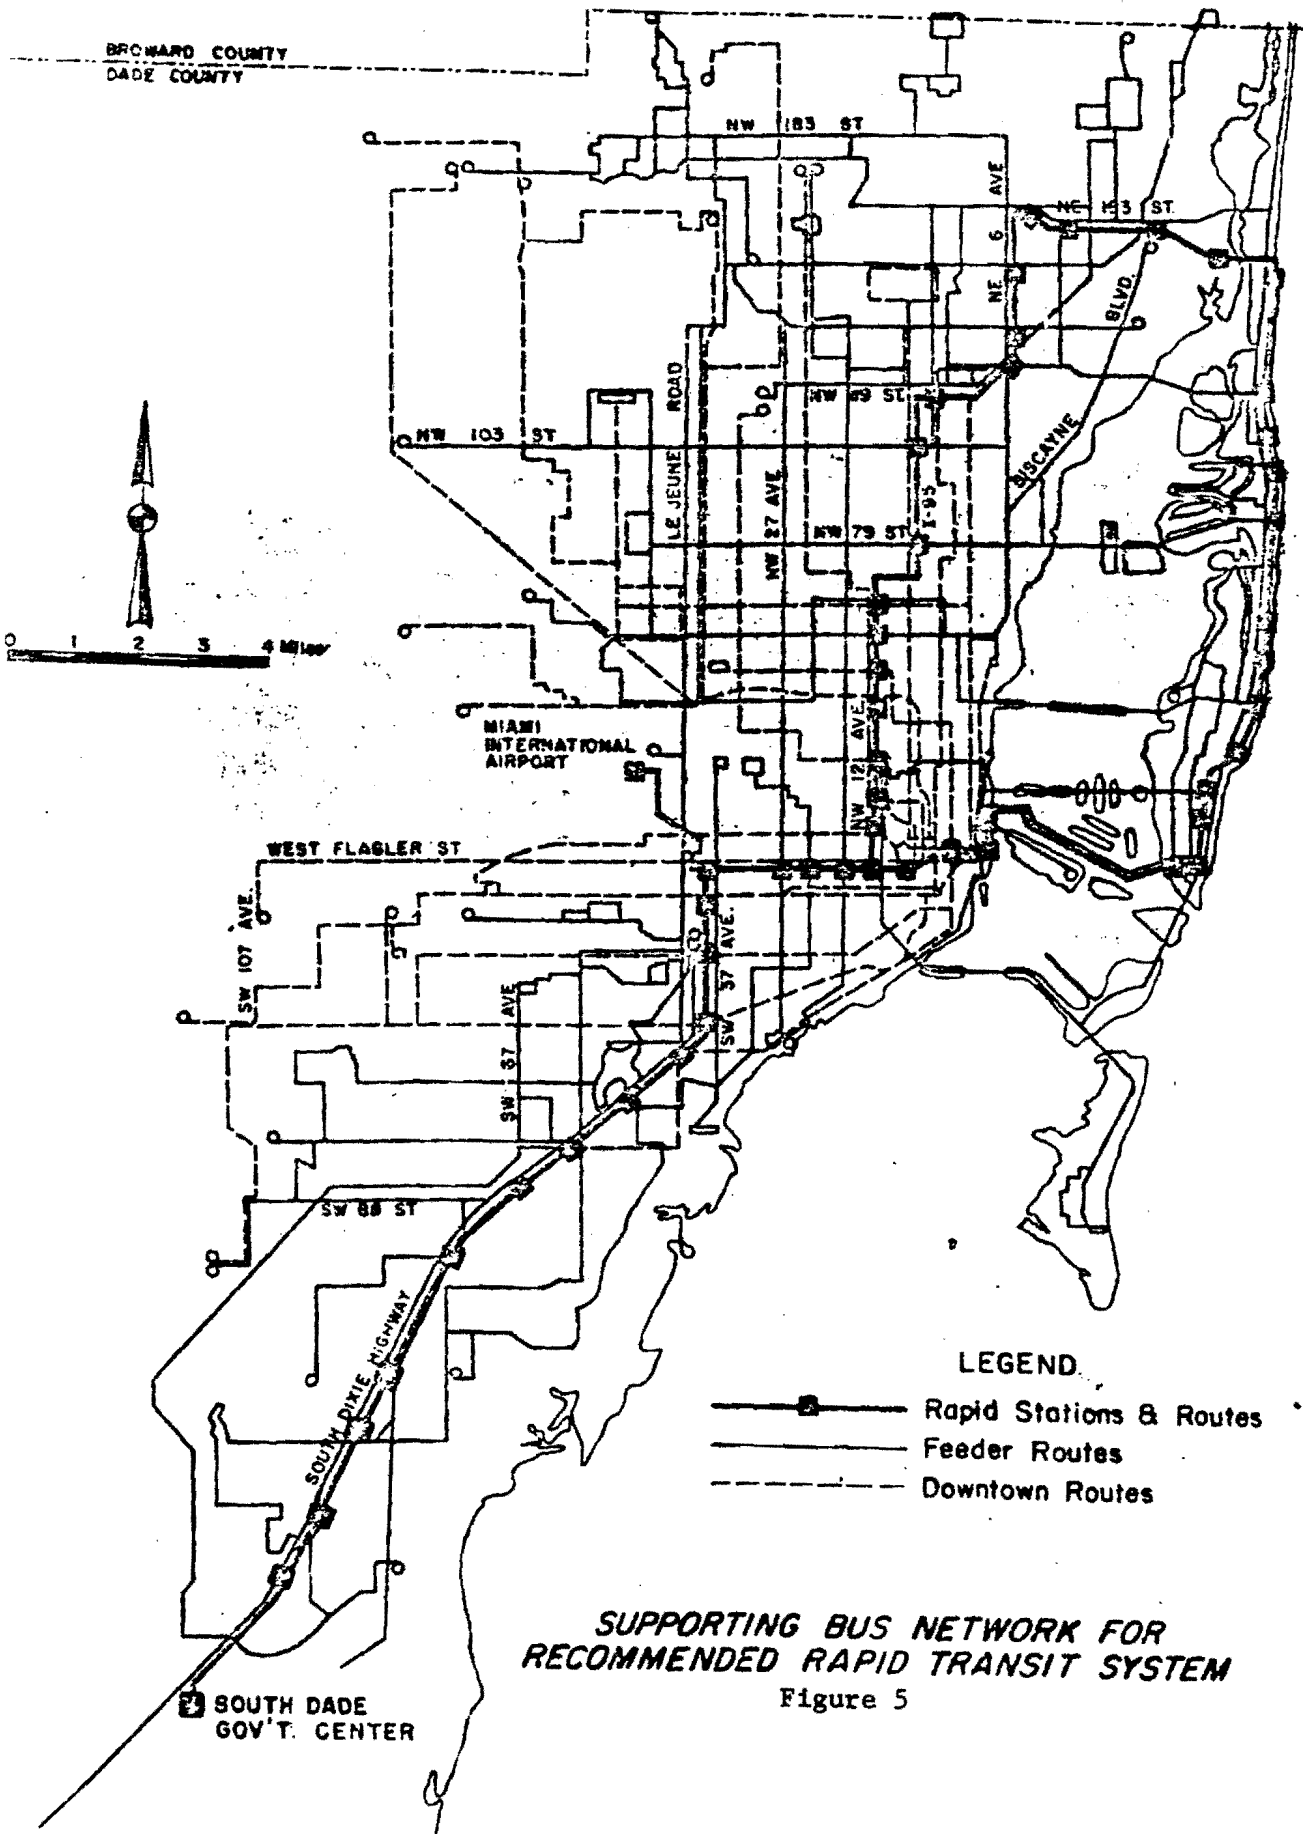 BROWARD COUNTY
DADE COUNTY
NW 183 ST
NE 6 AVE
NE 163 ST.
BLVD.
BISCAYNE
LE JEUNE ROAD
NW 27 AVE
NW 119 ST.
NW 103 ST
I-95
NW 79 ST
0 1 2 3 4 Miles
MIAMI
INTERNATIONAL
AIRPORT
NW 12 AVE.
WEST FLAGLER ST
SW 107 AVE.
SW 37 AVE.
SW 67 AVE
SW 88 ST
SOUTH DIXIE HIGHWAY
LEGEND
Rapid Stations & Routes
Feeder Routes
Downtown Routes
SUPPORTING BUS NETWORK FOR
RECOMMENDED RAPID TRANSIT SYSTEM
Figure 5
SOUTH DADE
GOV'T. CENTER